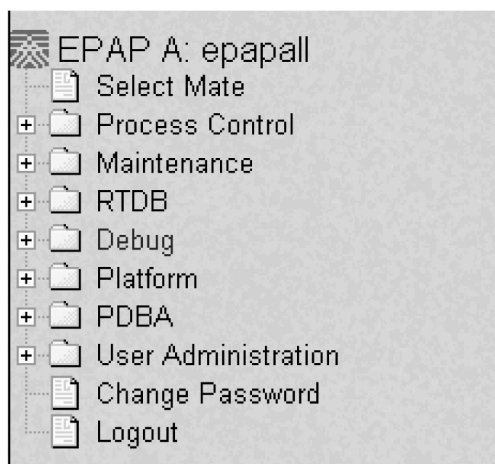 EPAP A: epapall
Select Mate
Process Control
Maintenance
RTDB
Debug
Platform
PDBA
User Administration
Change Password
Logout